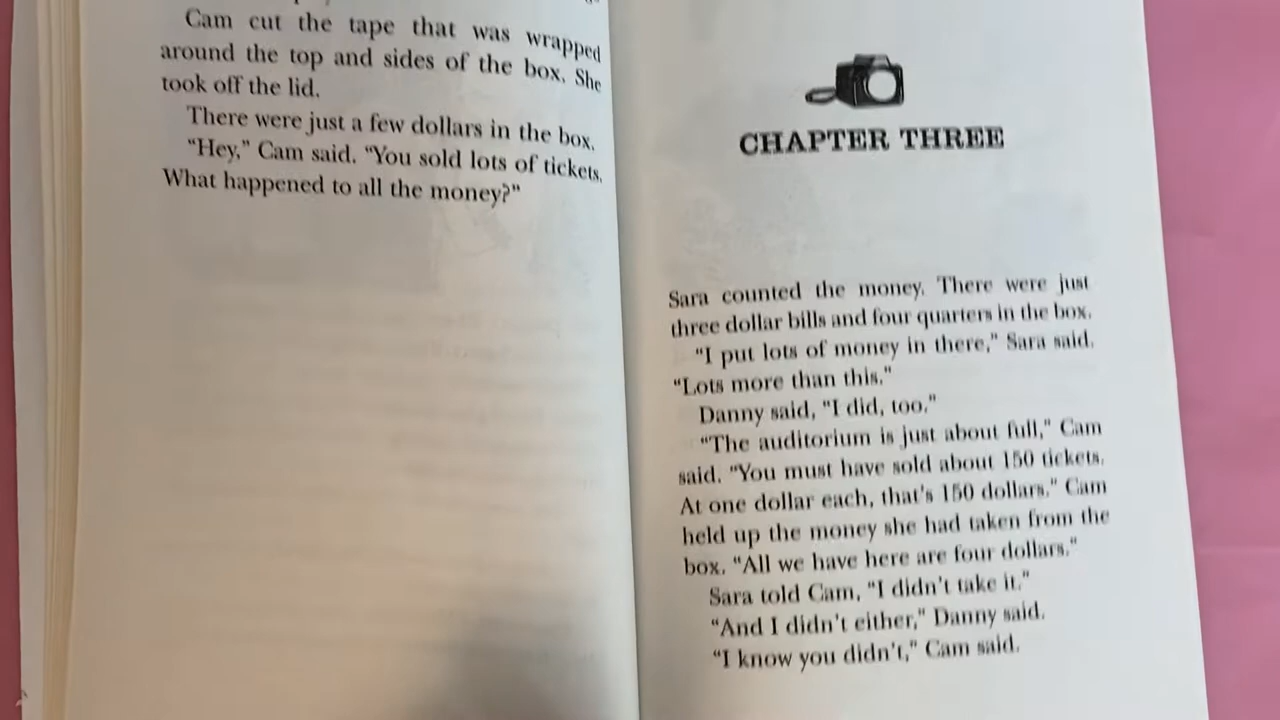 Cam cut the tape that was wrapped
around the top and sides of the box. She
took off the lid.
There were just a few dollars in the box.
“Hey,” Cam said. “You sold lots of tickets.
What happened to all the money?”
CHAPTER THREE
Sara counted the money. There were just
three dollar bills and four quarters in the box.
“I put lots of money in there,” Sara said.
“Lots more than this.”
Danny said, “I did, too.”
“The auditorium is just about full,” Cam
said. “You must have sold about 150 tickets.
At one dollar each, that’s 150 dollars.” Cam
held up the money she had taken from the
box. “All we have here are four dollars.”
Sara told Cam, “I didn’t take it.”
“And I didn’t either,” Danny said.
“I know you didn’t,” Cam said.